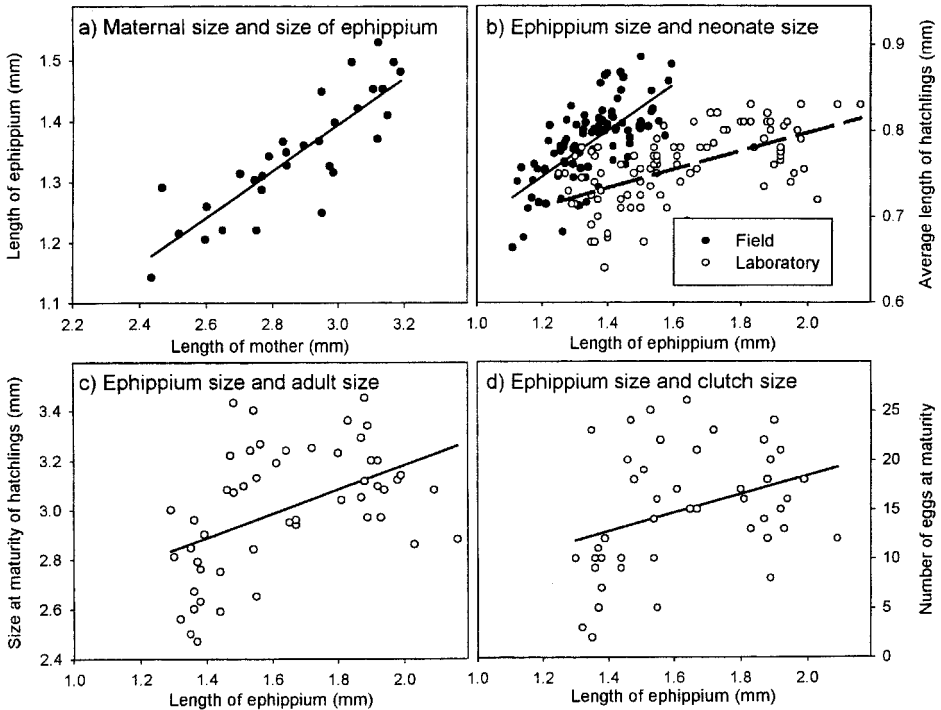 a) Maternal size and size of ephippium
Length of ephippium (mm)
1.5
1.4
1.3
1.2
1.1
2.2 2.4 2.6 2.8 3.0 3.2
Length of mother (mm)
b) Ephippium size and neonate size
Field
Laboratory
0.9
0.8
0.7
0.6
Average length of hatchlings (mm)
1.0 1.2 1.4 1.6 1.8 2.0
Length of ephippium (mm)
c) Ephippium size and adult size
Size at maturity of hatchlings (mm)
3.4
3.2
3.0
2.8
2.6
2.4
1.0 1.2 1.4 1.6 1.8 2.0
Length of ephippium (mm)
d) Ephippium size and clutch size
25
20
15
10
5
0
Number of eggs at maturity
1.0 1.2 1.4 1.6 1.8 2.0
Length of ephippium (mm)